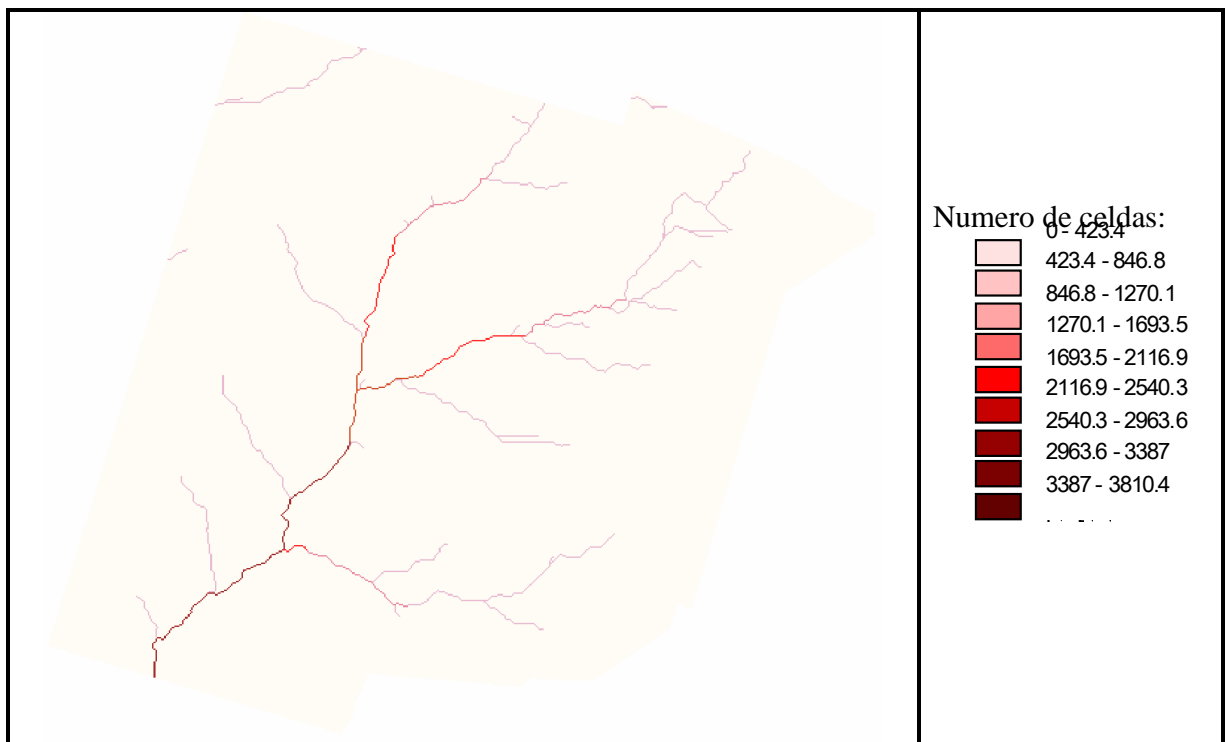 Numero de celdas:
0 - 423.4
423.4 - 846.8
846.8 - 1270.1
1270.1 - 1693.5
1693.5 - 2116.9
2116.9 - 2540.3
2540.3 - 2963.6
2963.6 - 3387
3387 - 3810.4